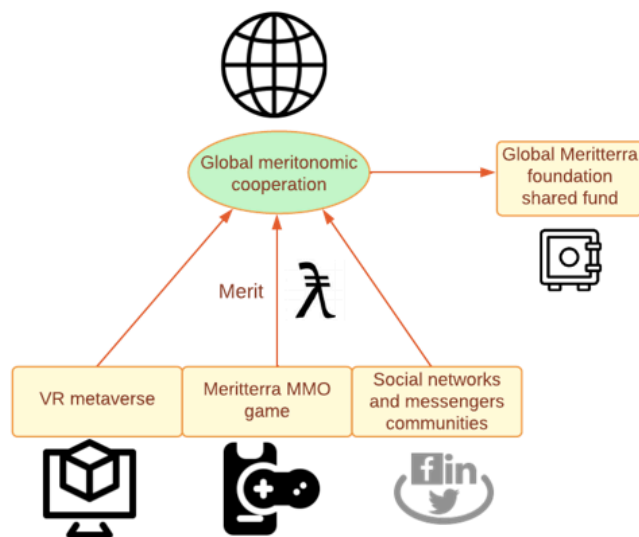 Global meritonomic
cooperation
Global Meritterra
foundation
shared fund
Merit
VR metaverse
Meritterra MMO
game
Social networks
and messengers
communities
f in